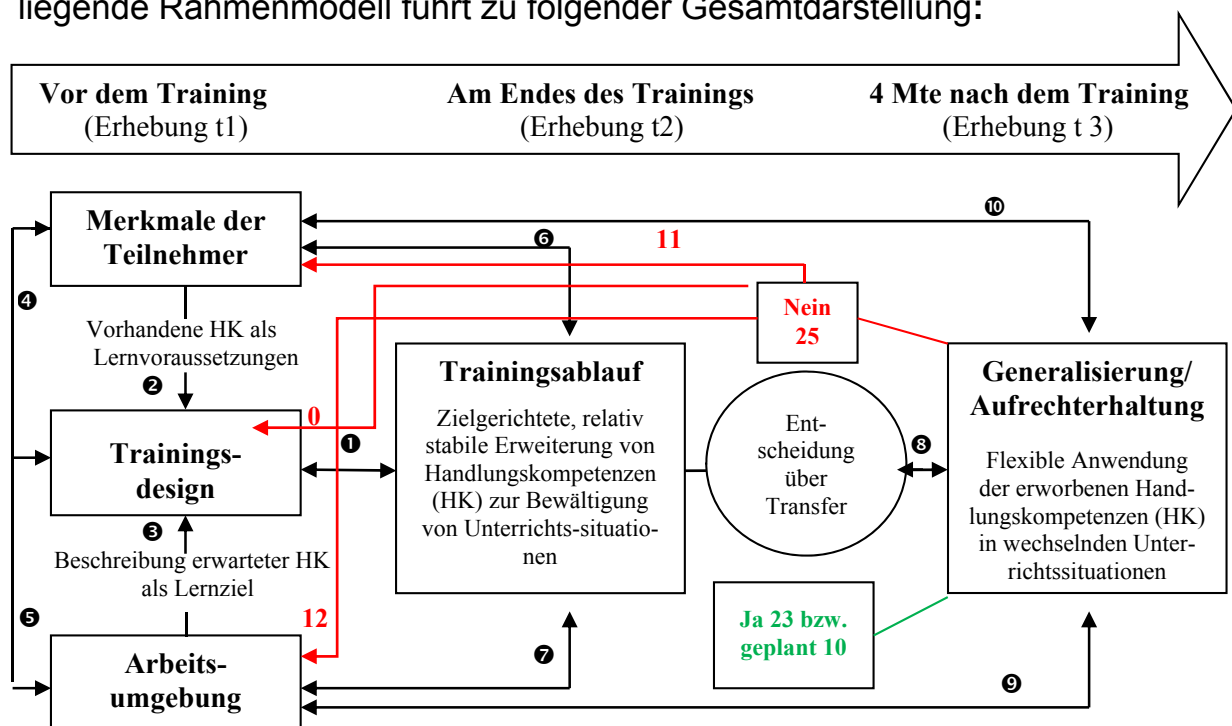 liegende Rahmenmodell führt zu folgender Gesamtdarstellung:
Vor dem Training
(Erhebung t1)
Am Endes des Trainings
(Erhebung t2)
4 Mte nach dem Training
(Erhebung t 3)
Merkmale der
Teilnehmer
❿
❻
11
❹
Nein
25
Vorhandene HK als
Lernvoraussetzungen
❷
Trainingsablauf
Zielgerichtete, relativ
stabile Erweiterung von
Handlungskompetenzen
(HK) zur Bewältigung
von Unterrichts-situatio-
nen
Generalisierung/
Aufrechterhaltung
Flexible Anwendung
der erworbenen Hand-
lungskompetenzen (HK)
in wechselnden Unter-
richtssituationen
0
❶
Trainings-
design
Ent-
scheidung
über
Transfer
❽
❸
Beschreibung erwarteter HK
als Lernziel
❺
12
Ja 23 bzw.
geplant 10
❼
❾
Arbeits-
umgebung